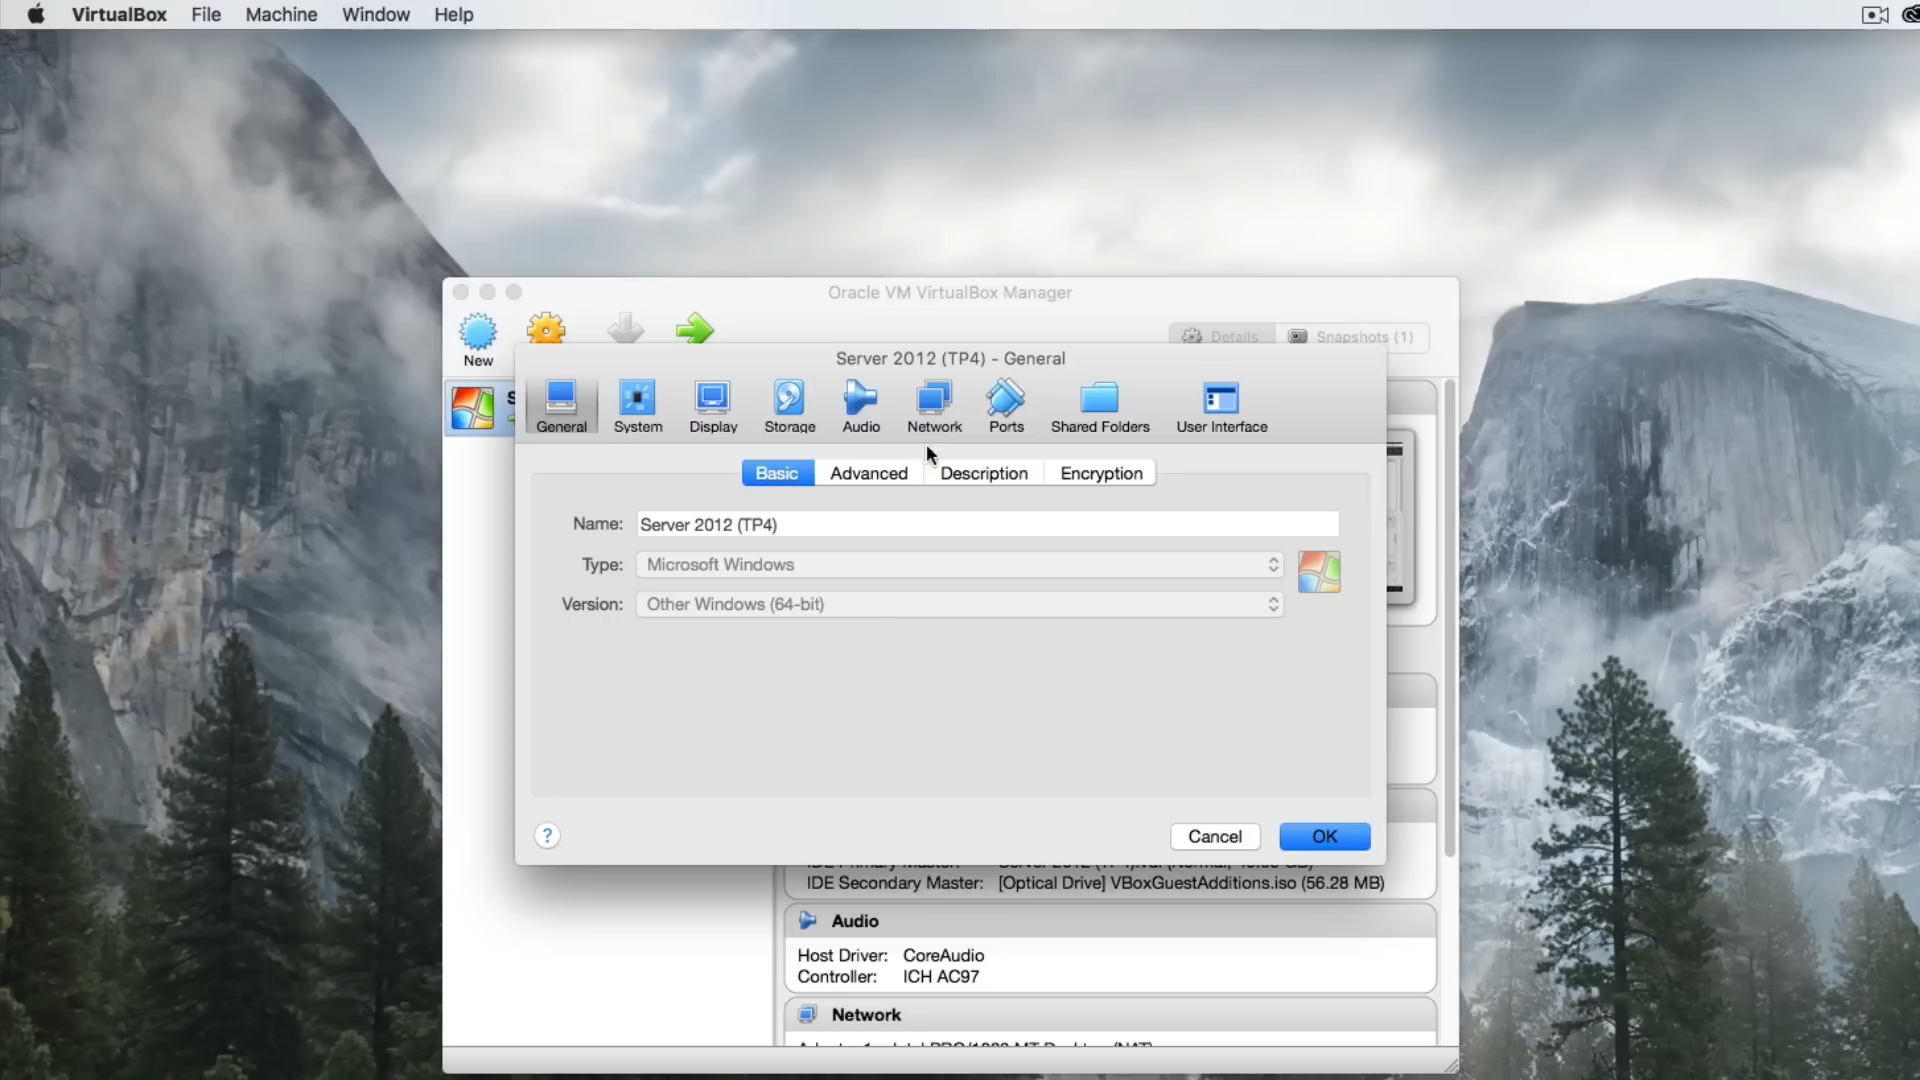 VirtualBox File Machine Window Help
Oracle VM VirtualBox Manager
New
Details Snapshots (1)
S
Server 2012 (TP4) - General
General System Display Storage Audio Network Ports Shared Folders User Interface
Basic Advanced Description Encryption
Name: Server 2012 (TP4)
Type: Microsoft Windows
Version: Other Windows (64-bit)
? Cancel OK
IDE Secondary Master: [Optical Drive] VBoxGuestAdditions.iso (56.28 MB)
Audio
Host Driver: CoreAudio
Controller: ICH AC97
Network